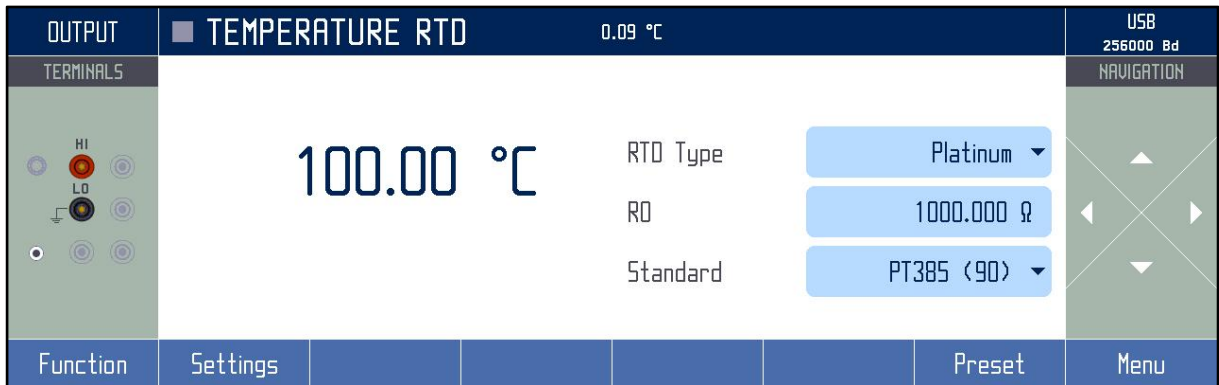 OUTPUT
TEMPERATURE RTD
0.09 °C
USB
256000 Bd
TERMINALS
NAVIGATION
HI
LO
100.00 °C
RTD Type
Platinum
R0
1000.000 Ω
Standard
PT385 (90)
Function
Settings
Preset
Menu